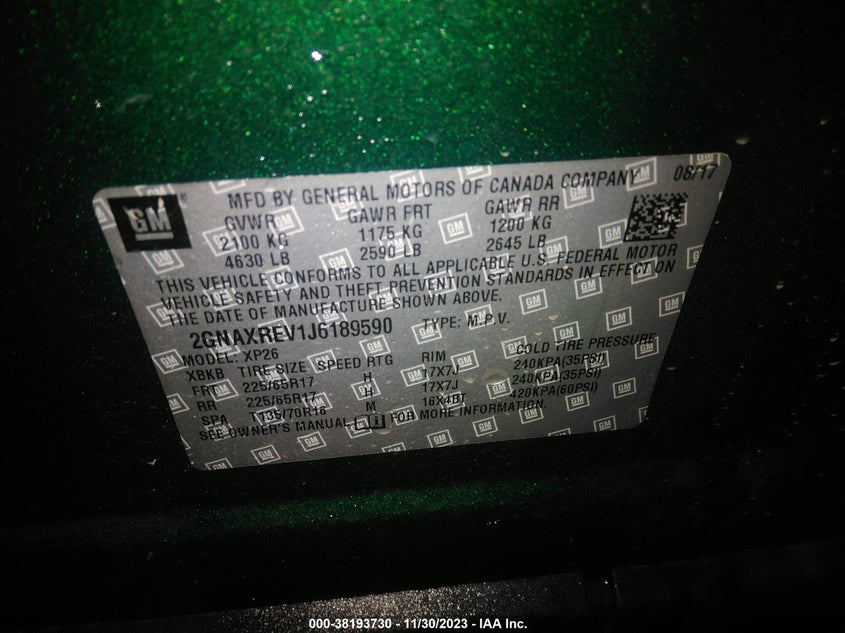 GM
MFD BY GENERAL MOTORS OF CANADA COMPANY 08/17
GVWR GAWR FRT GAWR RR
2100 KG 1175 KG 1200 KG
4630 LB 2590 LB 2645 LB
THIS VEHICLE CONFORMS TO ALL APPLICABLE U.S. FEDERAL MOTOR
VEHICLE SAFETY AND THEFT PREVENTION STANDARDS IN EFFECT ON
THE DATE OF MANUFACTURE SHOWN ABOVE.
2GNAXREV1J6189590 TYPE: M.P.V.
MODEL: XP26
XBKB TIRE SIZE SPEED RTG RIM COLD TIRE PRESSURE
FRT 225/65R17 H 17X7J 240KPA(35PSI)
RR 225/65R17 H 17X7J 240KPA(35PSI)
SPA T135/70R16 M 16X4BT 420KPA(60PSI)
SEE OWNER'S MANUAL FOR MORE INFORMATION.
000-38193730 - 11/30/2023 - IAA Inc.